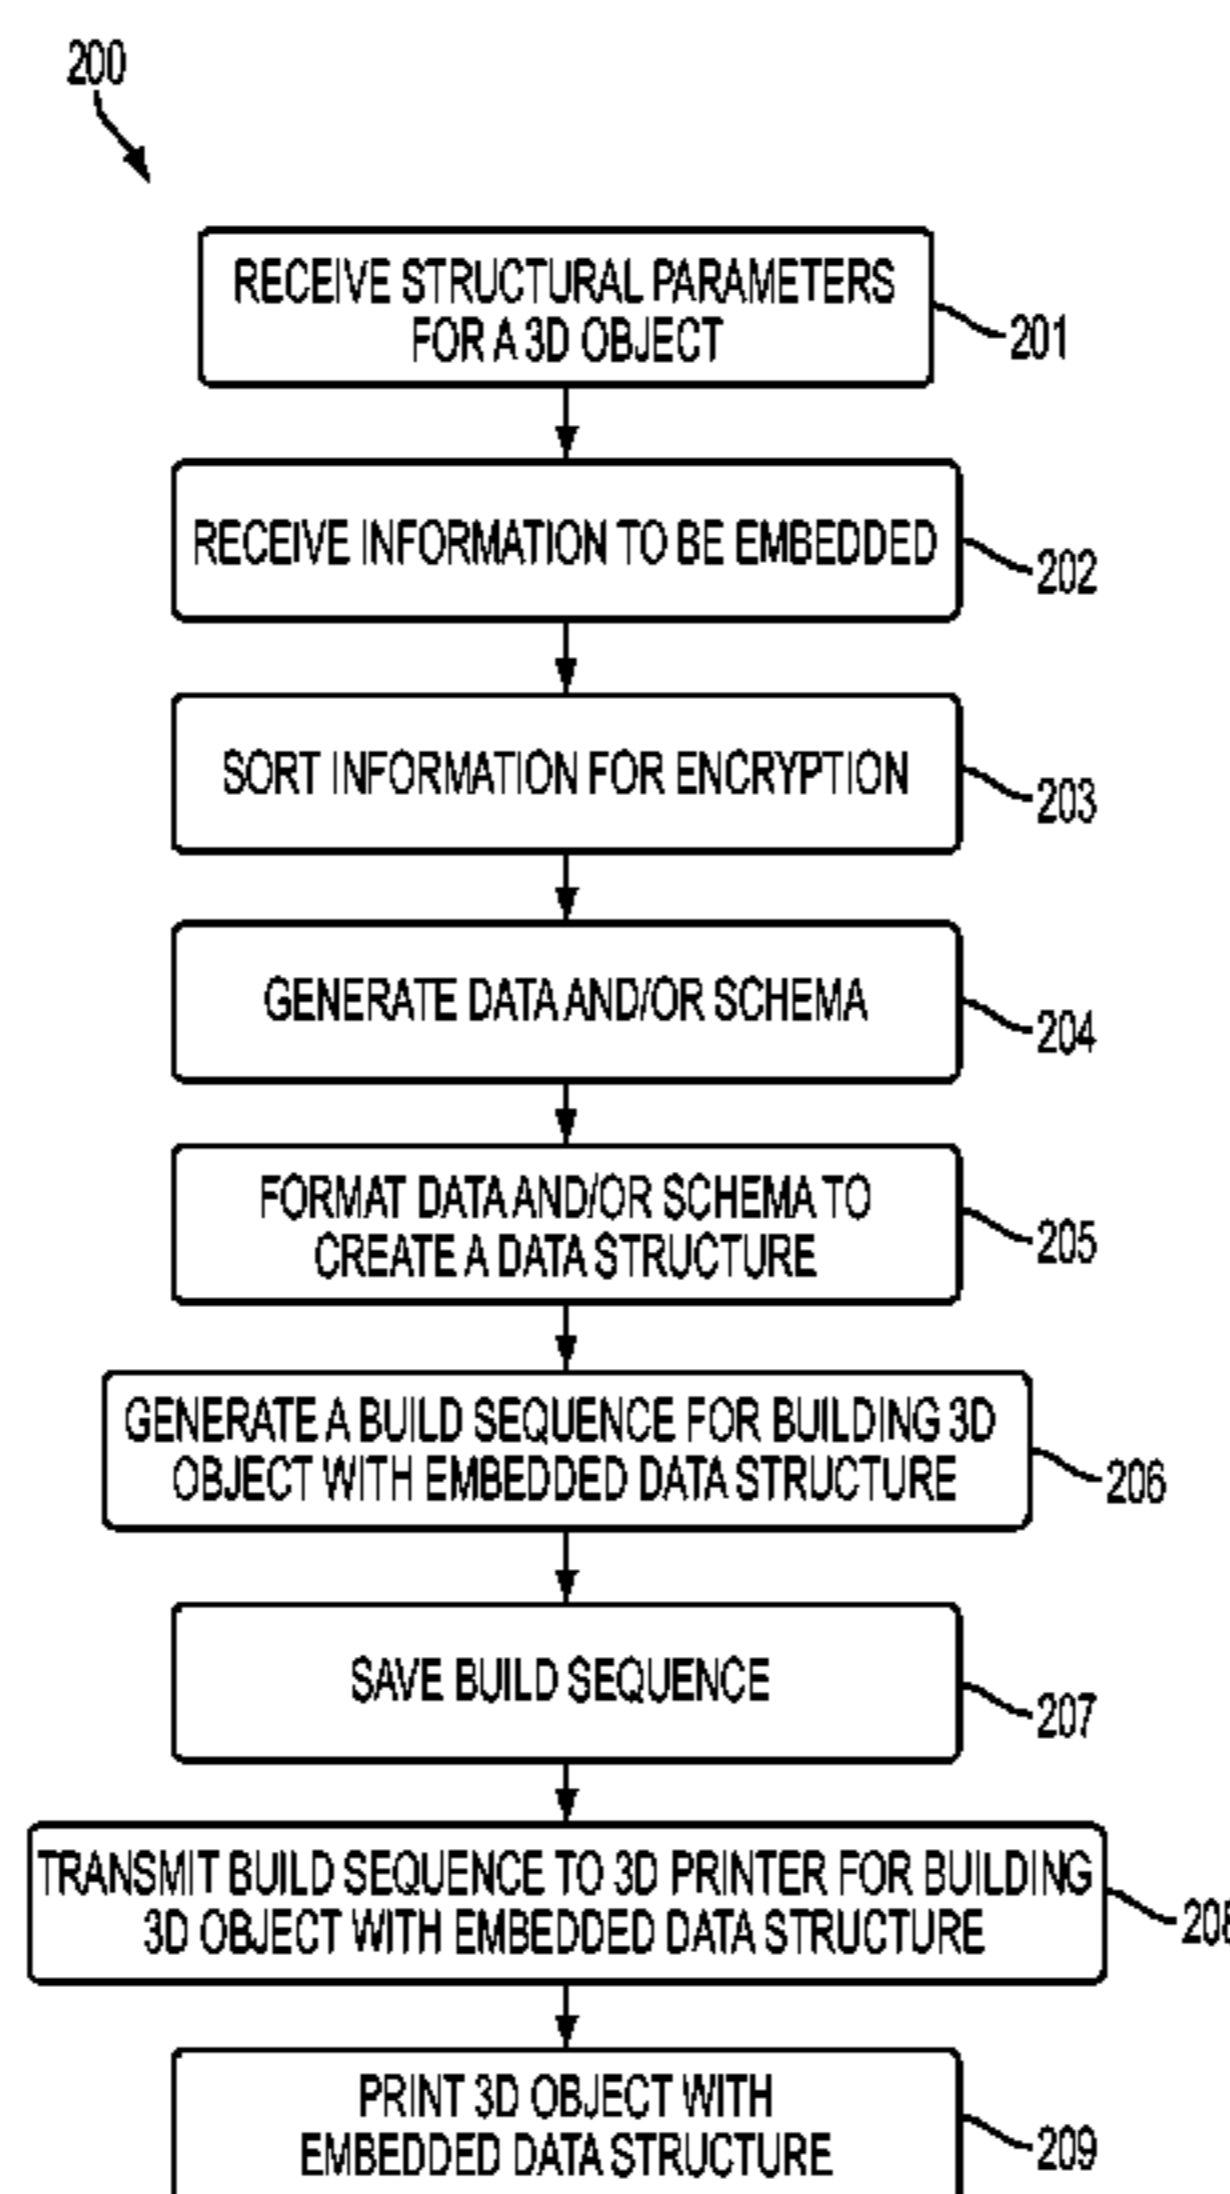 200
RECEIVE STRUCTURAL PARAMETERS
FOR A 3D OBJECT
201
RECEIVE INFORMATION TO BE EMBEDDED
202
SORT INFORMATION FOR ENCRYPTION
203
GENERATE DATA AND/OR SCHEMA
204
FORMAT DATA AND/OR SCHEMA TO
CREATE A DATA STRUCTURE
205
GENERATE A BUILD SEQUENCE FOR BUILDING 3D
OBJECT WITH EMBEDDED DATA STRUCTURE
206
SAVE BUILD SEQUENCE
207
TRANSMIT BUILD SEQUENCE TO 3D PRINTER FOR BUILDING
3D OBJECT WITH EMBEDDED DATA STRUCTURE
208
PRINT 3D OBJECT WITH
EMBEDDED DATA STRUCTURE
209